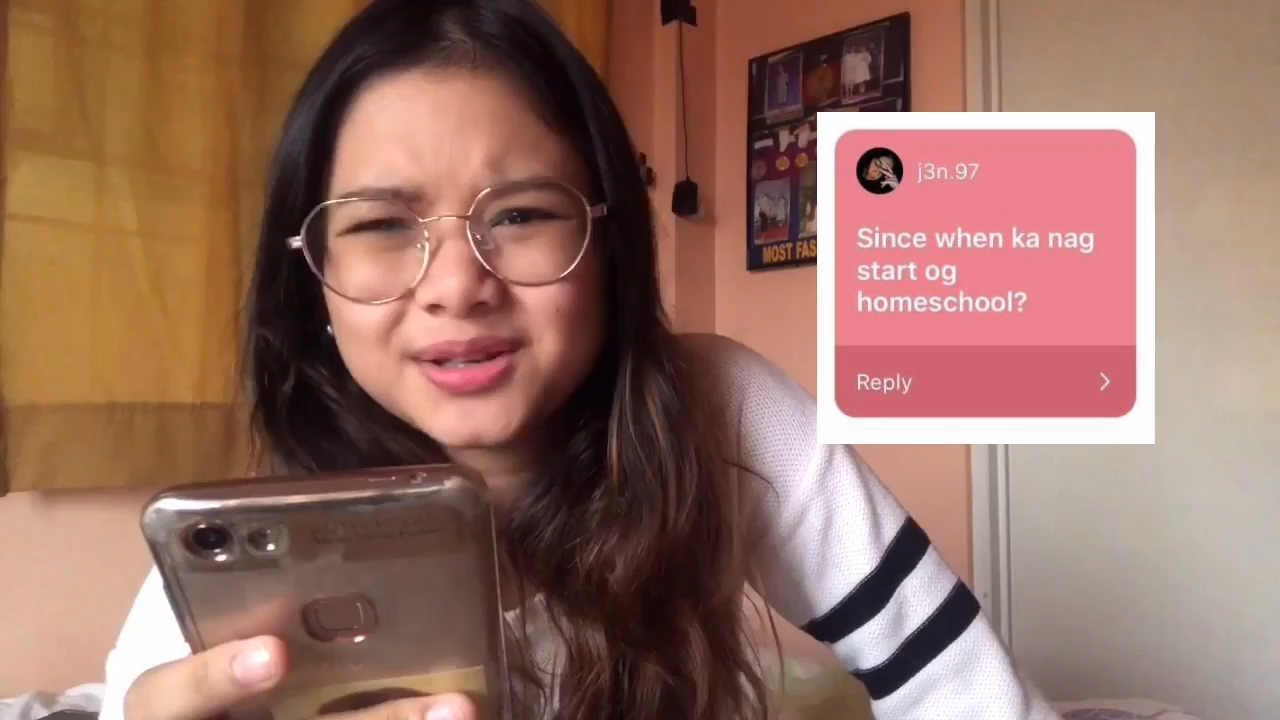 j3n.97
Since when ka nag
start og
homeschool?
Reply
MOST FAS